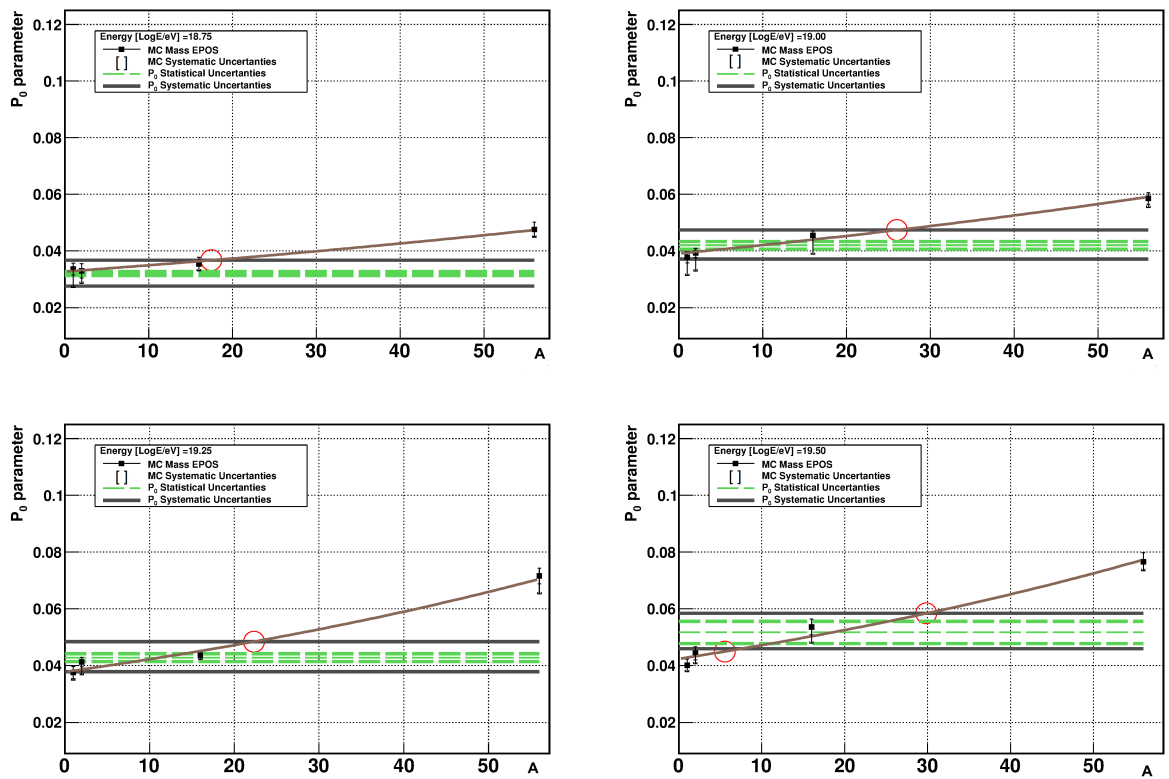 P0 parameter
0.12
0.1
0.08
0.06
0.04
0.02
Energy [LogE/eV] =18.75
MC Mass EPOS
[ ] MC Systematic Uncertanties
P0 Statistical Uncertanties
P0 Systematic Uncertanties
0 10 20 30 40 50 A
P0 parameter
0.12
0.1
0.08
0.06
0.04
0.02
Energy [LogE/eV] =19.00
MC Mass EPOS
[ ] MC Systematic Uncertanties
P0 Statistical Uncertanties
P0 Systematic Uncertanties
0 10 20 30 40 50 A
P0 parameter
0.12
0.1
0.08
0.06
0.04
0.02
Energy [LogE/eV] =19.25
MC Mass EPOS
[ ] MC Systematic Uncertanties
P0 Statistical Uncertanties
P0 Systematic Uncertanties
0 10 20 30 40 50 A
P0 parameter
0.12
0.1
0.08
0.06
0.04
0.02
Energy [LogE/eV] =19.50
MC Mass EPOS
[ ] MC Systematic Uncertanties
P0 Statistical Uncertanties
P0 Systematic Uncertanties
0 10 20 30 40 50 A